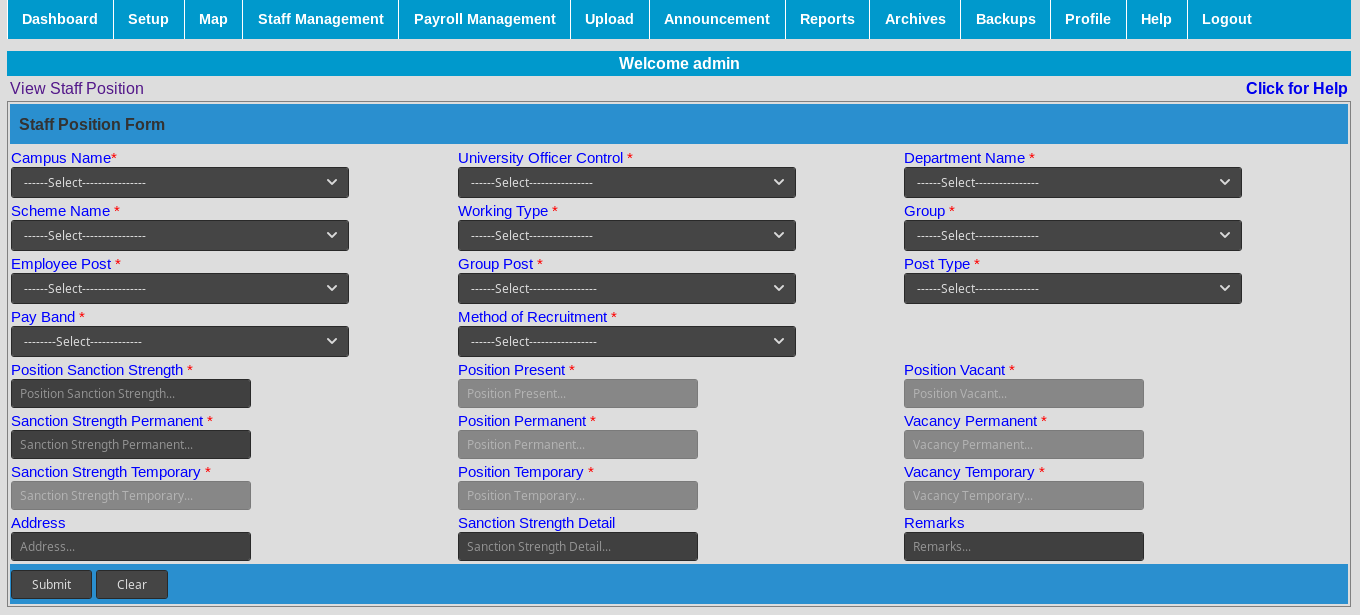 Dashboard Setup Map Staff Management Payroll Management Upload Announcement Reports Archives Backups Profile Help Logout
Welcome admin
View Staff Position Click for Help
Staff Position Form
Campus Name* University Officer Control * Department Name *
------Select---------------- ------Select---------------- ------Select----------------
Scheme Name * Working Type * Group *
------Select---------------- ------Select---------------- ------Select----------------
Employee Post * Group Post * Post Type *
------Select---------------- ------Select----------------- ------Select----------------
Pay Band * Method of Recruitment *
--------Select------------- ------Select-----------------
Position Sanction Strength * Position Present * Position Vacant *
Position Sanction Strength... Position Present... Position Vacant...
Sanction Strength Permanent * Position Permanent * Vacancy Permanent *
Sanction Strength Permanent... Position Permanent... Vacancy Permanent...
Sanction Strength Temporary * Position Temporary * Vacancy Temporary *
Sanction Strength Temporary... Position Temporary... Vacancy Temporary...
Address Sanction Strength Detail Remarks
Address... Sanction Strength Detail... Remarks...
Submit Clear